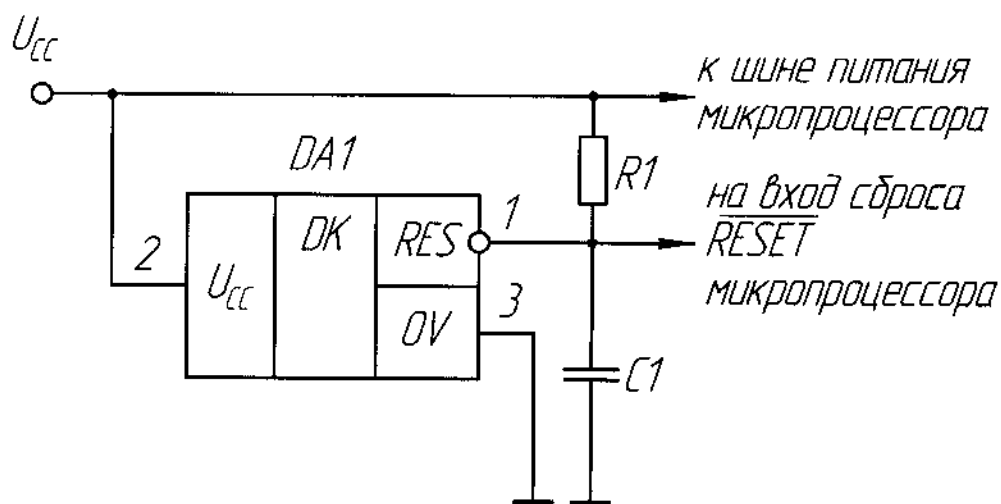 U_CC
к шине питания
микропроцессора
DA1
R1
на вход сброса
RESET
микропроцессора
1
2
DK
RES
U_CC
3
0V
C1